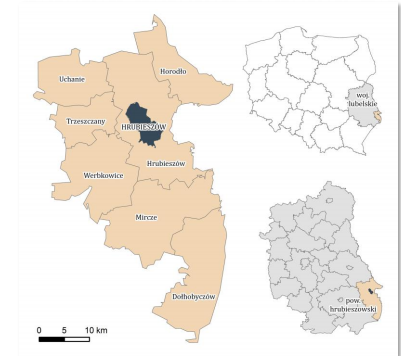 Horodło
Uchanie
woj.
lubelskie
Trzeszczany
HRUBIESZÓW
Hrubieszów
Werbkowice
Mircze
Dołhobyczów
pow.
hrubieszowski
0 5 10 km